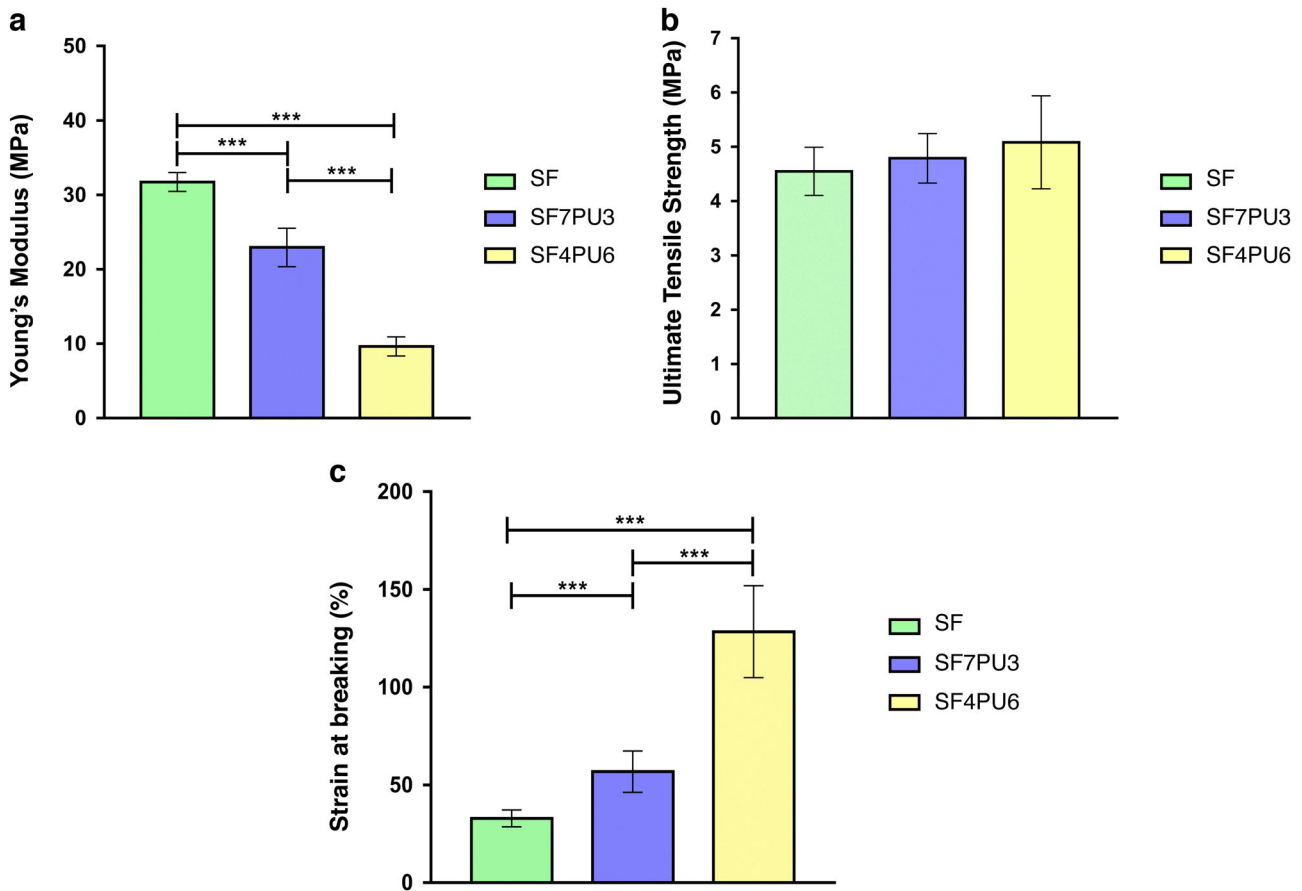 a
Young's Modulus (MPa)
50
40
30
20
10
0
***
***
***
SF
SF7PU3
SF4PU6
b
Ultimate Tensile Strength (MPa)
7
6
5
4
3
2
1
0
SF
SF7PU3
SF4PU6
c
Strain at breaking (%)
200
150
100
50
0
***
***
***
SF
SF7PU3
SF4PU6